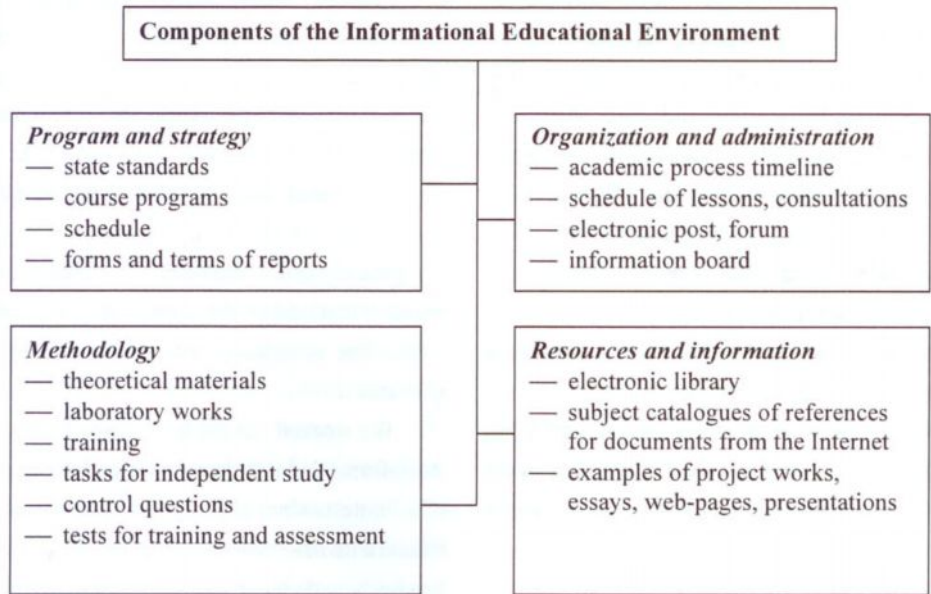 Components of the Informational Educational Environment
Program and strategy
— state standards
— course programs
— schedule
— forms and terms of reports
Organization and administration
— academic process timeline
— schedule of lessons, consultations
— electronic post, forum
— information board
Methodology
— theoretical materials
— laboratory works
— training
— tasks for independent study
— control questions
— tests for training and assessment
Resources and information
— electronic library
— subject catalogues of references
for documents from the Internet
— examples of project works,
essays, web-pages, presentations